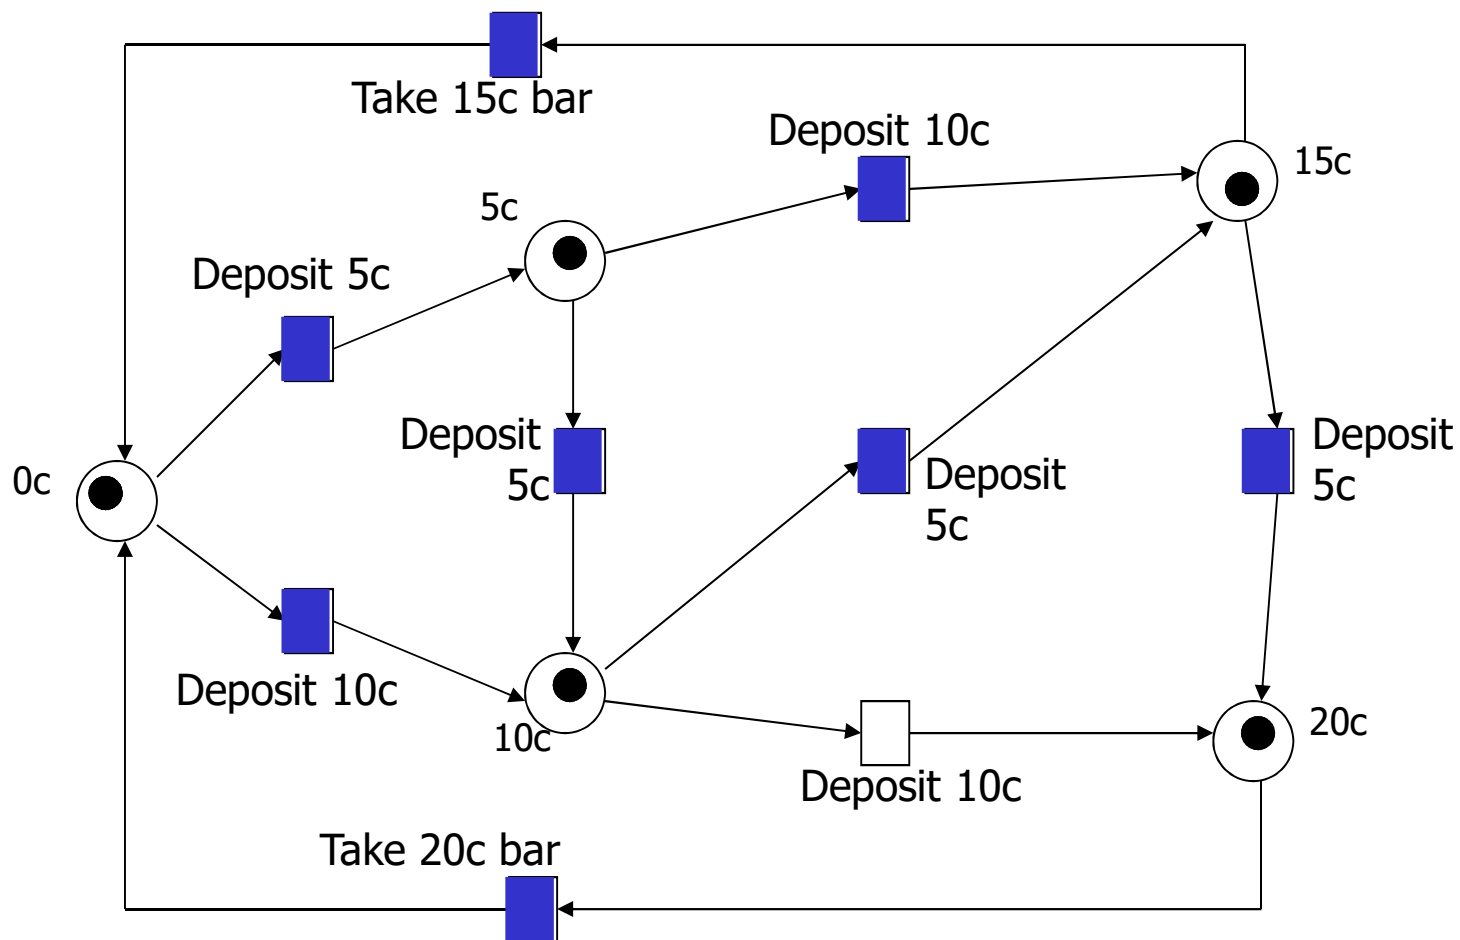 Take 15c bar
Deposit 10c
15c
5c
Deposit 5c
Deposit
5c
Deposit
5c
Deposit
5c
0c
Deposit 10c
10c
20c
Deposit 10c
Take 20c bar